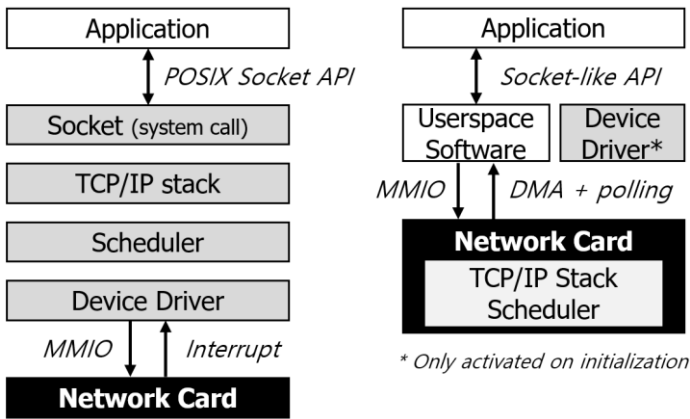 Application
POSIX Socket API
Socket (system call)
TCP/IP stack
Scheduler
Device Driver
MMIO
Interrupt
Network Card
Application
Socket-like API
Userspace
Software
Device
Driver*
MMIO
DMA + polling
Network Card
TCP/IP Stack
Scheduler
* Only activated on initialization